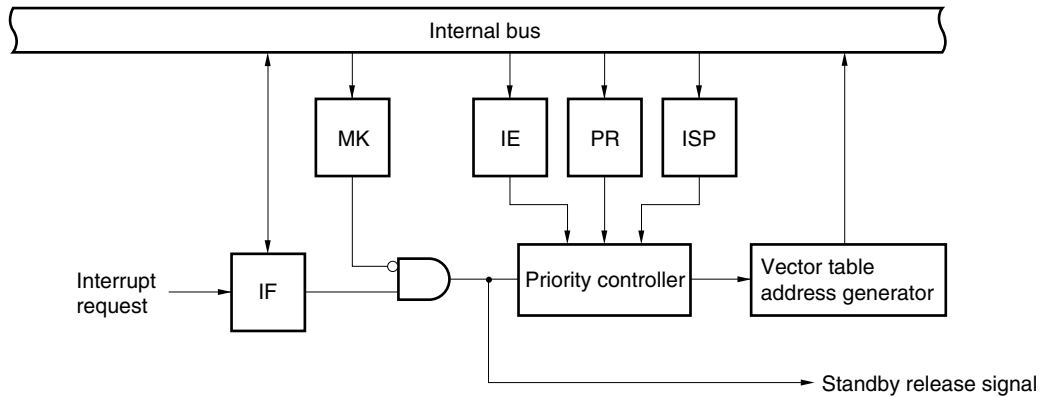 Internal bus
MK
IE
PR
ISP
Interrupt
request
IF
Priority controller
Vector table
address generator
Standby release signal